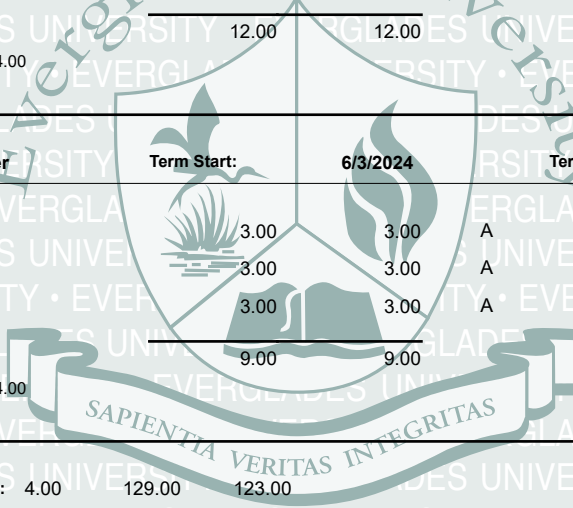 12.00 12.00
4.00
er Term Start: 6/3/2024 Ter
3.00 3.00 A
3.00 3.00 A
3.00 3.00 A
9.00 9.00
4.00
SAPIENTIA VERITAS INTEGRITAS
: 4.00 129.00 123.00